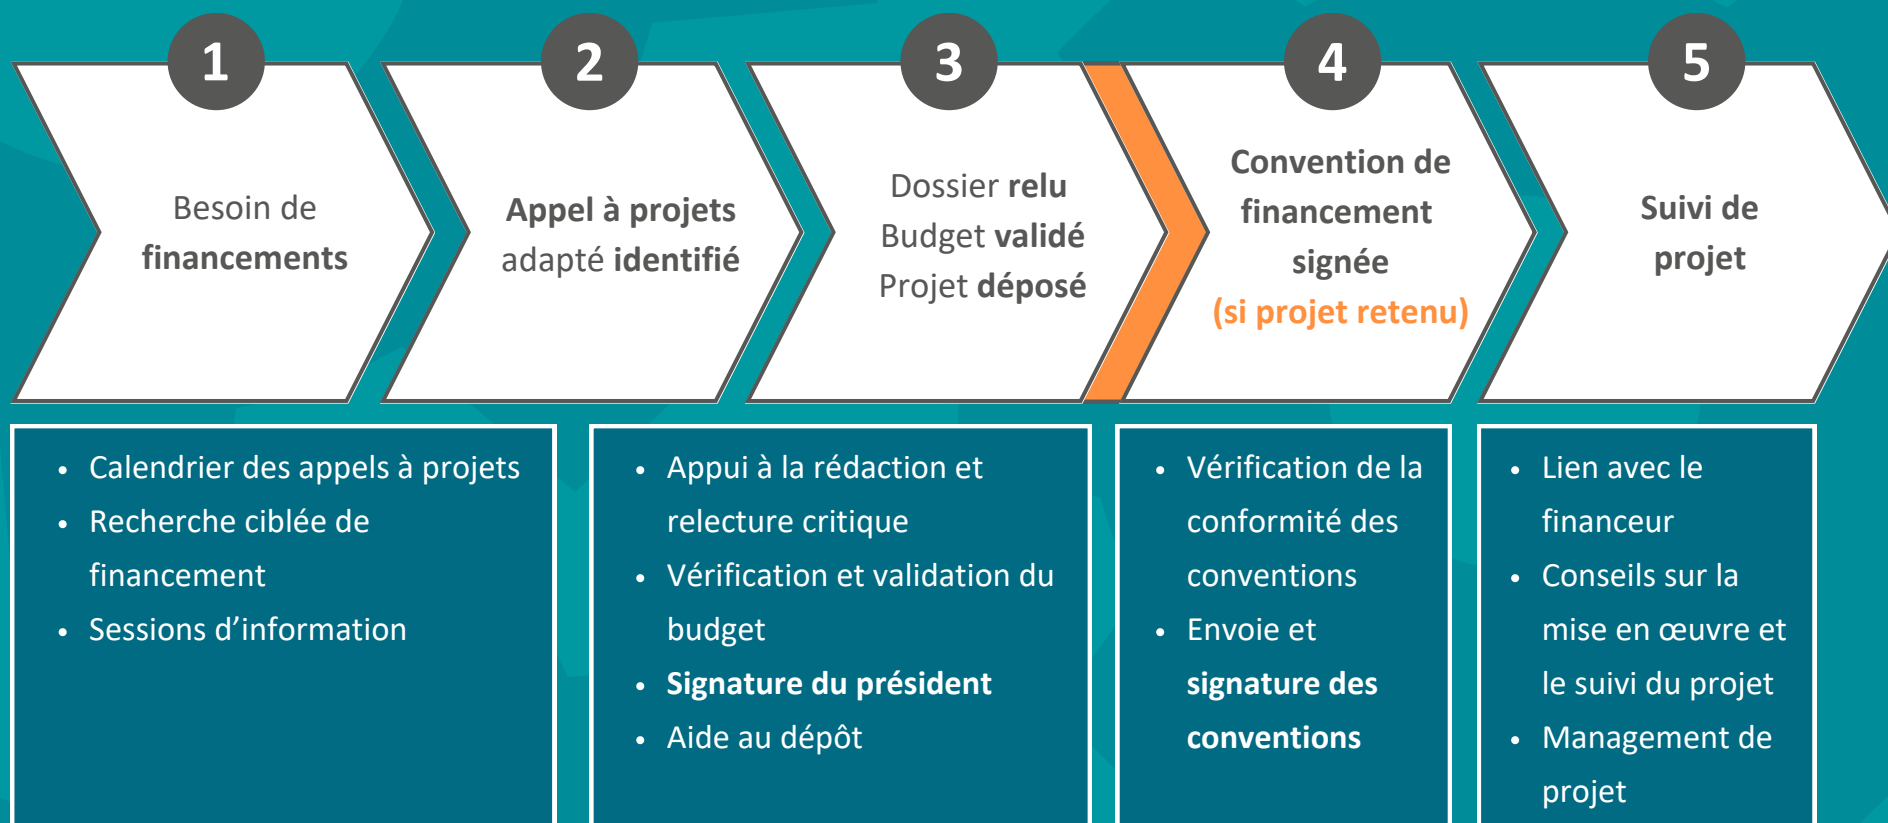 1
Besoin de
financements
2
Appel à projets
adapté identifié
3
Dossier relu
Budget validé
Projet déposé
4
Convention de
financement
signée
(si projet retenu)
5
Suivi de
projet
• Calendrier des appels à projets
• Recherche ciblée de
financement
• Sessions d’information
• Appui à la rédaction et
relecture critique
• Vérification et validation du
budget
• Signature du président
• Aide au dépôt
• Vérification de la
conformité des
conventions
• Envoie et
signature des
conventions
• Lien avec le
financeur
• Conseils sur la
mise en œuvre et
le suivi du projet
• Management de
projet